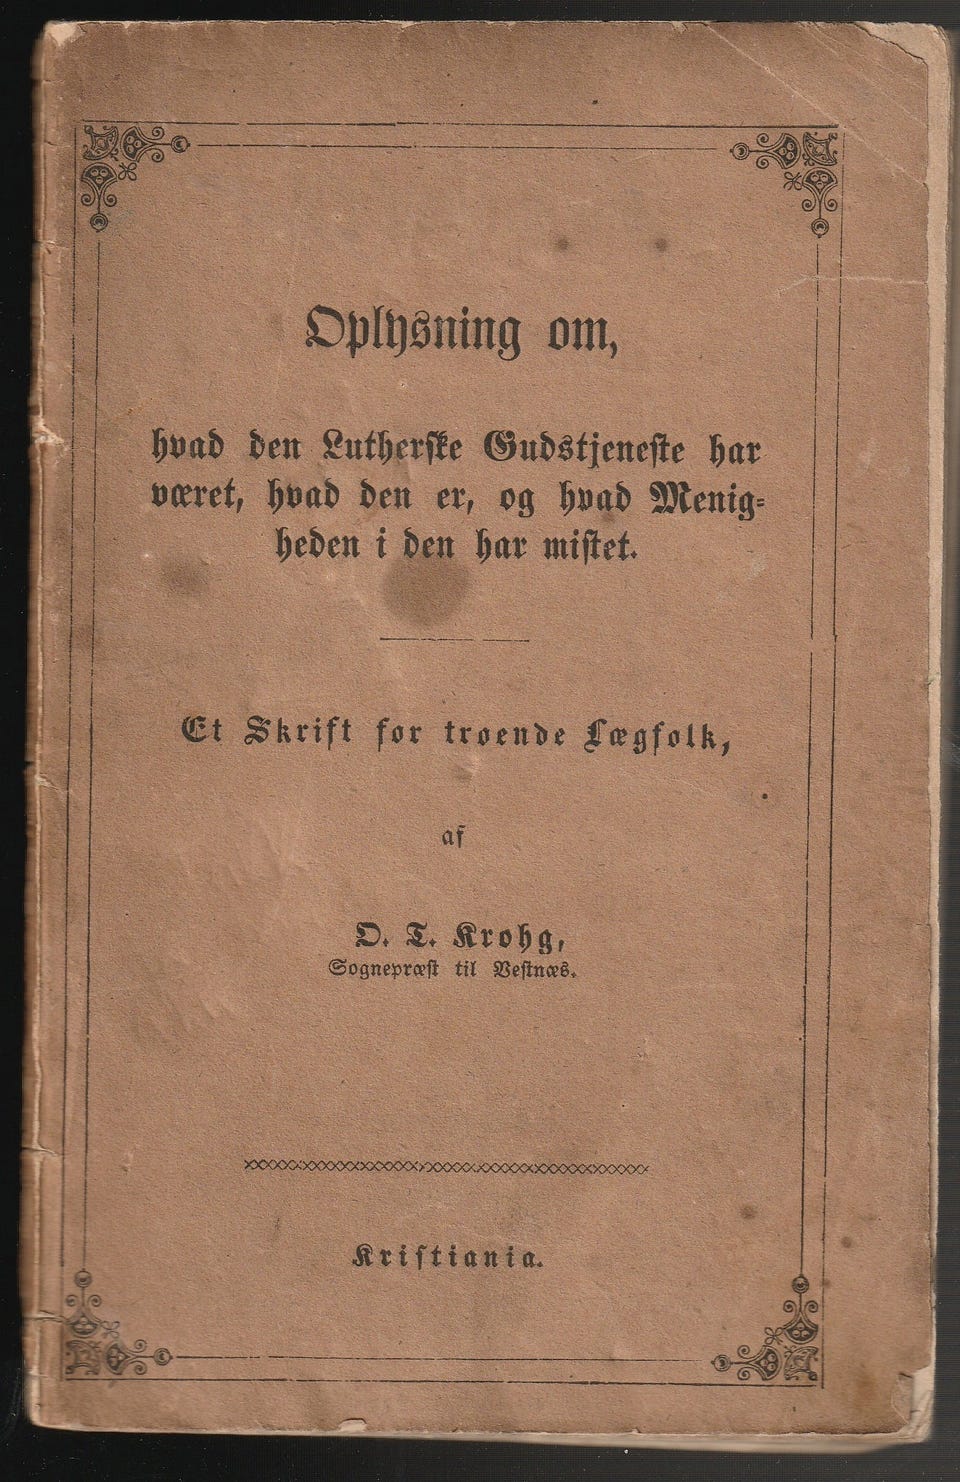 Oplysning om,
hvad den Lutherske Gudstjeneste har
været, hvad den er, og hvad Menig-
heden i den har mistet.
Et Skrift for troende Lægfolk,
af
O. T. Krohg,
Sognepræst til Vestnæs.
Kristiania.